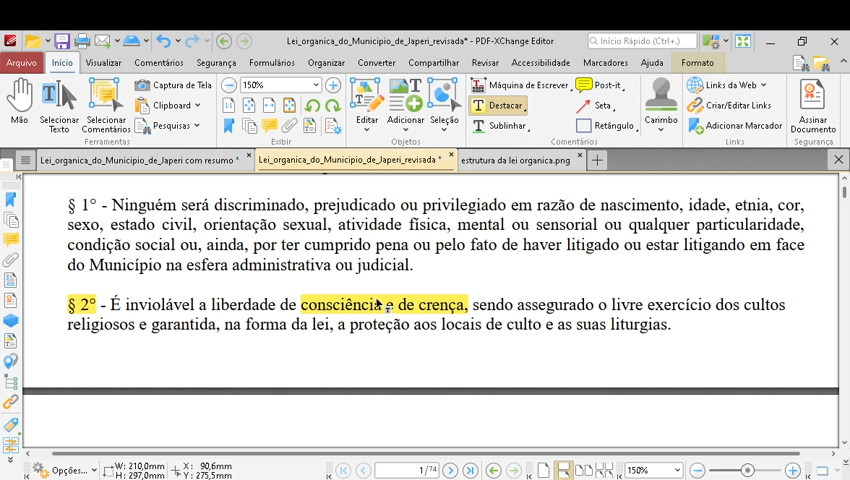 Lei_organica_do_Municipio_de_Japeri_revisada* - PDF-XChange Editor
Início Rápido (Ctrl+.)
Arquivo Início Visualizar Comentários Segurança Formulários Organizar Converter Compartilhar Revisar Acessibilidade Marcadores Ajuda Formato
Mão
Selecionar Texto
Selecionar Comentários
Captura de Tela
Clipboard
Pesquisas
Ferramentas
150%
Exibir
Editar
Adicionar
Seleção
Objetos
Máquina de Escrever
Destacar
Sublinhar
Post-it
Seta
Retângulo
Carimbo
Comentários
Links da Web
Criar/Editar Links
Adicionar Marcador
Links
Assinar Documento
Segurança
Lei_organica_do_Municipio_de_Japeri com resumo *
Lei_organica_do_Municipio_de_Japeri_revisada *
estrutura da lei organica.png
§ 1° - Ninguém será discriminado, prejudicado ou privilegiado em razão de nascimento, idade, etnia, cor,
sexo, estado civil, orientação sexual, atividade física, mental ou sensorial ou qualquer particularidade,
condição social ou, ainda, por ter cumprido pena ou pelo fato de haver litigado ou estar litigando em face
do Município na esfera administrativa ou judicial.
§ 2° - É inviolável a liberdade de consciência e de crença, sendo assegurado o livre exercício dos cultos
religiosos e garantida, na forma da lei, a proteção aos locais de culto e as suas liturgias.
Opções...
W: 210,0mm
H: 297,0mm
X: 90,6mm
Y: 275,5mm
1 /74
150%